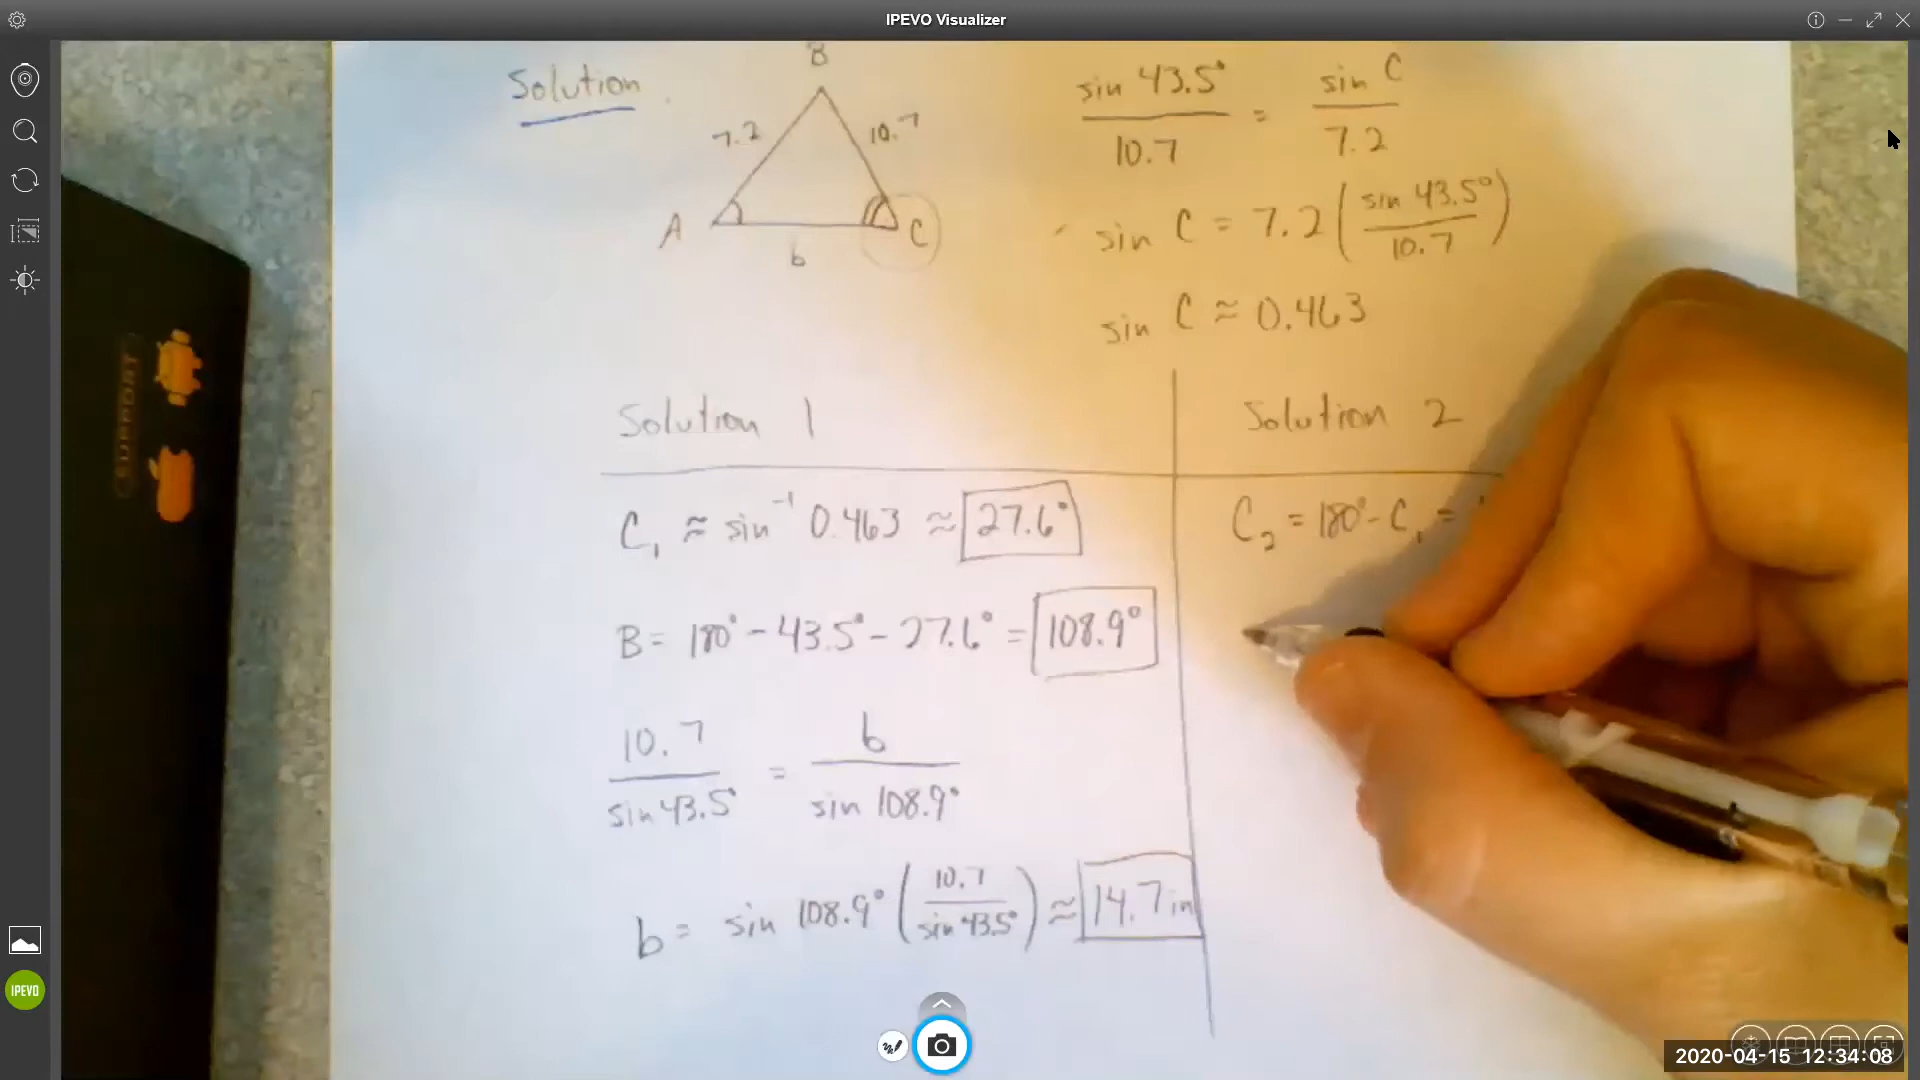 IPEVO Visualizer
Solution
B
7.2
10.7
A
C
b
sin 43.5° / 10.7 = sin C / 7.2
sin C = 7.2 ( sin 43.5° / 10.7 )
sin C ≈ 0.463
Solution 1
C₁ ≈ sin⁻¹ 0.463 ≈ 27.6°
B = 180° - 43.5° - 27.6° = 108.9°
10.7 / sin 43.5° = b / sin 108.9°
b = sin 108.9° ( 10.7 / sin 43.5° ) ≈ 14.7 in
Solution 2
C₂ = 180° - C₁ =
SUPPORT
IPEVO
2020-04-15 12:34:08